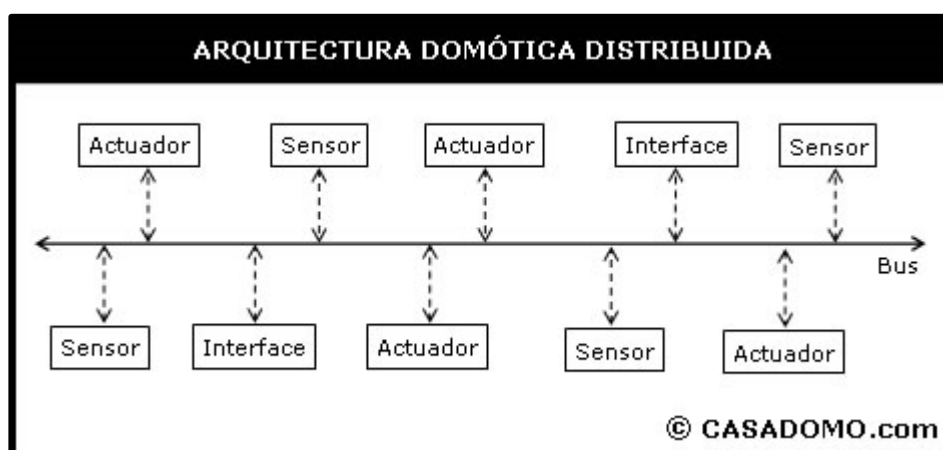 ARQUITECTURA DOMÓTICA DISTRIBUIDA
Actuador
Sensor
Actuador
Interface
Sensor
Bus
Sensor
Interface
Actuador
Sensor
Actuador
© CASADOMO.com